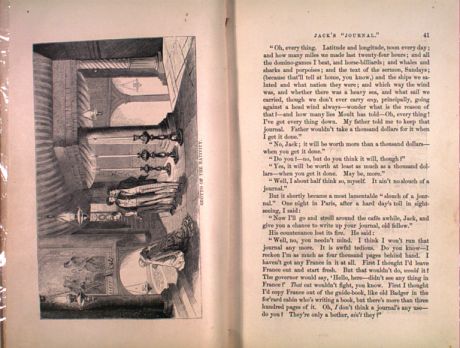 GROTTO OF THE NATIVITY.
JACK'S "JOURNAL." 41
"Oh, every thing. Latitude and longitude, noon every day;
and how many miles we made last twenty-four hours; and all
the domino-games I beat, and horse-billiards; and whales and
sharks and porpoises; and the text of the sermon, Sundays;
(because that'll tell at home, you know,) and the ships we sa-
luted and what nation they were; and which way the wind
was, and whether there was a heavy sea, and what sail we
carried, though we don't ever carry any, principally, going
against a head wind always—wonder what is the reason of
that?—and how many lies Moult has told—Oh, every thing!
I've got every thing down. My father told me to keep that
journal. Father wouldn't take a thousand dollars for it when
I get it done."
"No, Jack; it will be worth more than a thousand dollars—
when you get it done."
"Do you?—no, but do you think it will, though?"
"Yes, it will be worth at least as much as a thousand dol-
lars—when you get it done. May be, more."
"Well, I about half think so, myself. It ain't no slouch of a
journal."
But it shortly became a most lamentable "slouch of a jour-
nal." One night in Paris, after a hard day's toil in sight-
seeing, I said:
"Now I'll go and stroll around the cafés awhile, Jack, and
give you a chance to write up your journal, old fellow."
His countenance lost its fire. He said:
"Well, no, you needn't mind. I think I won't run that
journal any more. It is awful tedious. Do you know—I
reckon I'm as much as four thousand pages behind hand. I
haven't got any France in it at all. First I thought I'd leave
France out and start fresh. But that wouldn't do, would it?
The governor would say, 'Hello, here—didn't see any thing in
France?' That cat wouldn't fight, you know. First I thought
I'd copy France out of the guide-book, like old Badger in the
for'rard cabin who's writing a book, but there's more than three
hundred pages of it. Oh, I don't think a journal's any use—
do you? They're only a bother, ain't they?"